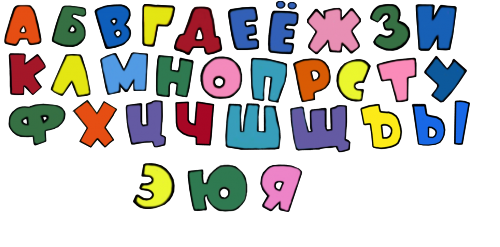 А Б В Г Д Е Ё Ж З И
К Л М Н О П Р С Т У
Ф Х Ц Ч Ш Щ Ъ Ы
Э Ю Я